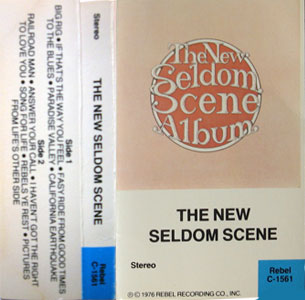 Stereo
Side 1
BIG RIG • IF THAT'S THE WAY YOU FEEL • EASY RIDE FROM GOOD TIMES
TO THE BLUES • PARADISE VALLEY • CALIFORNIA EARTHQUAKE
Side 2
RAILROAD MAN • ANSWER YOUR CALL • I HAVEN'T GOT THE RIGHT
TO LOVE YOU • SONG FOR LIFE • REBELS YE REST • PICTURES
FROM LIFE'S OTHER SIDE
THE NEW SELDOM SCENE
Rebel
C-1561
The New
Seldom
Scene
Album
THE NEW
SELDOM SCENE
Stereo
Rebel
C-1561
© Ⓟ 1976 REBEL RECORDING CO., INC.